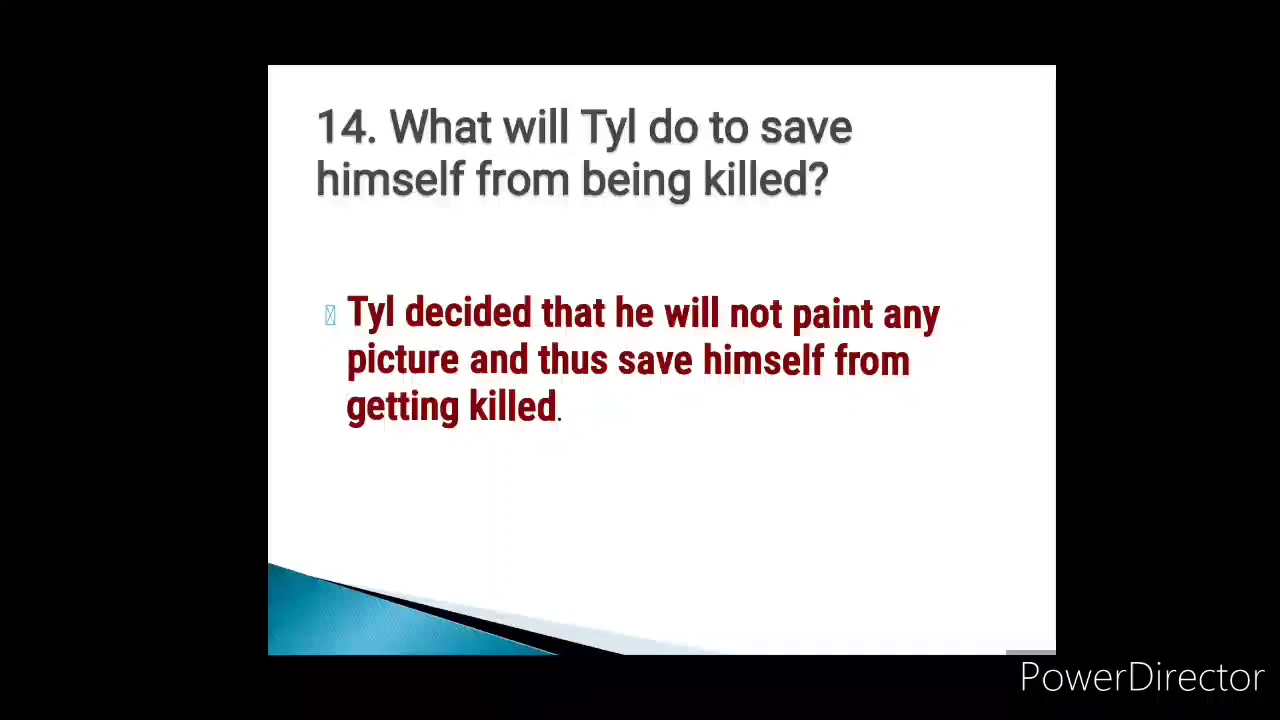 14. What will Tyl do to save
himself from being killed?
Tyl decided that he will not paint any
picture and thus save himself from
getting killed.
PowerDirector